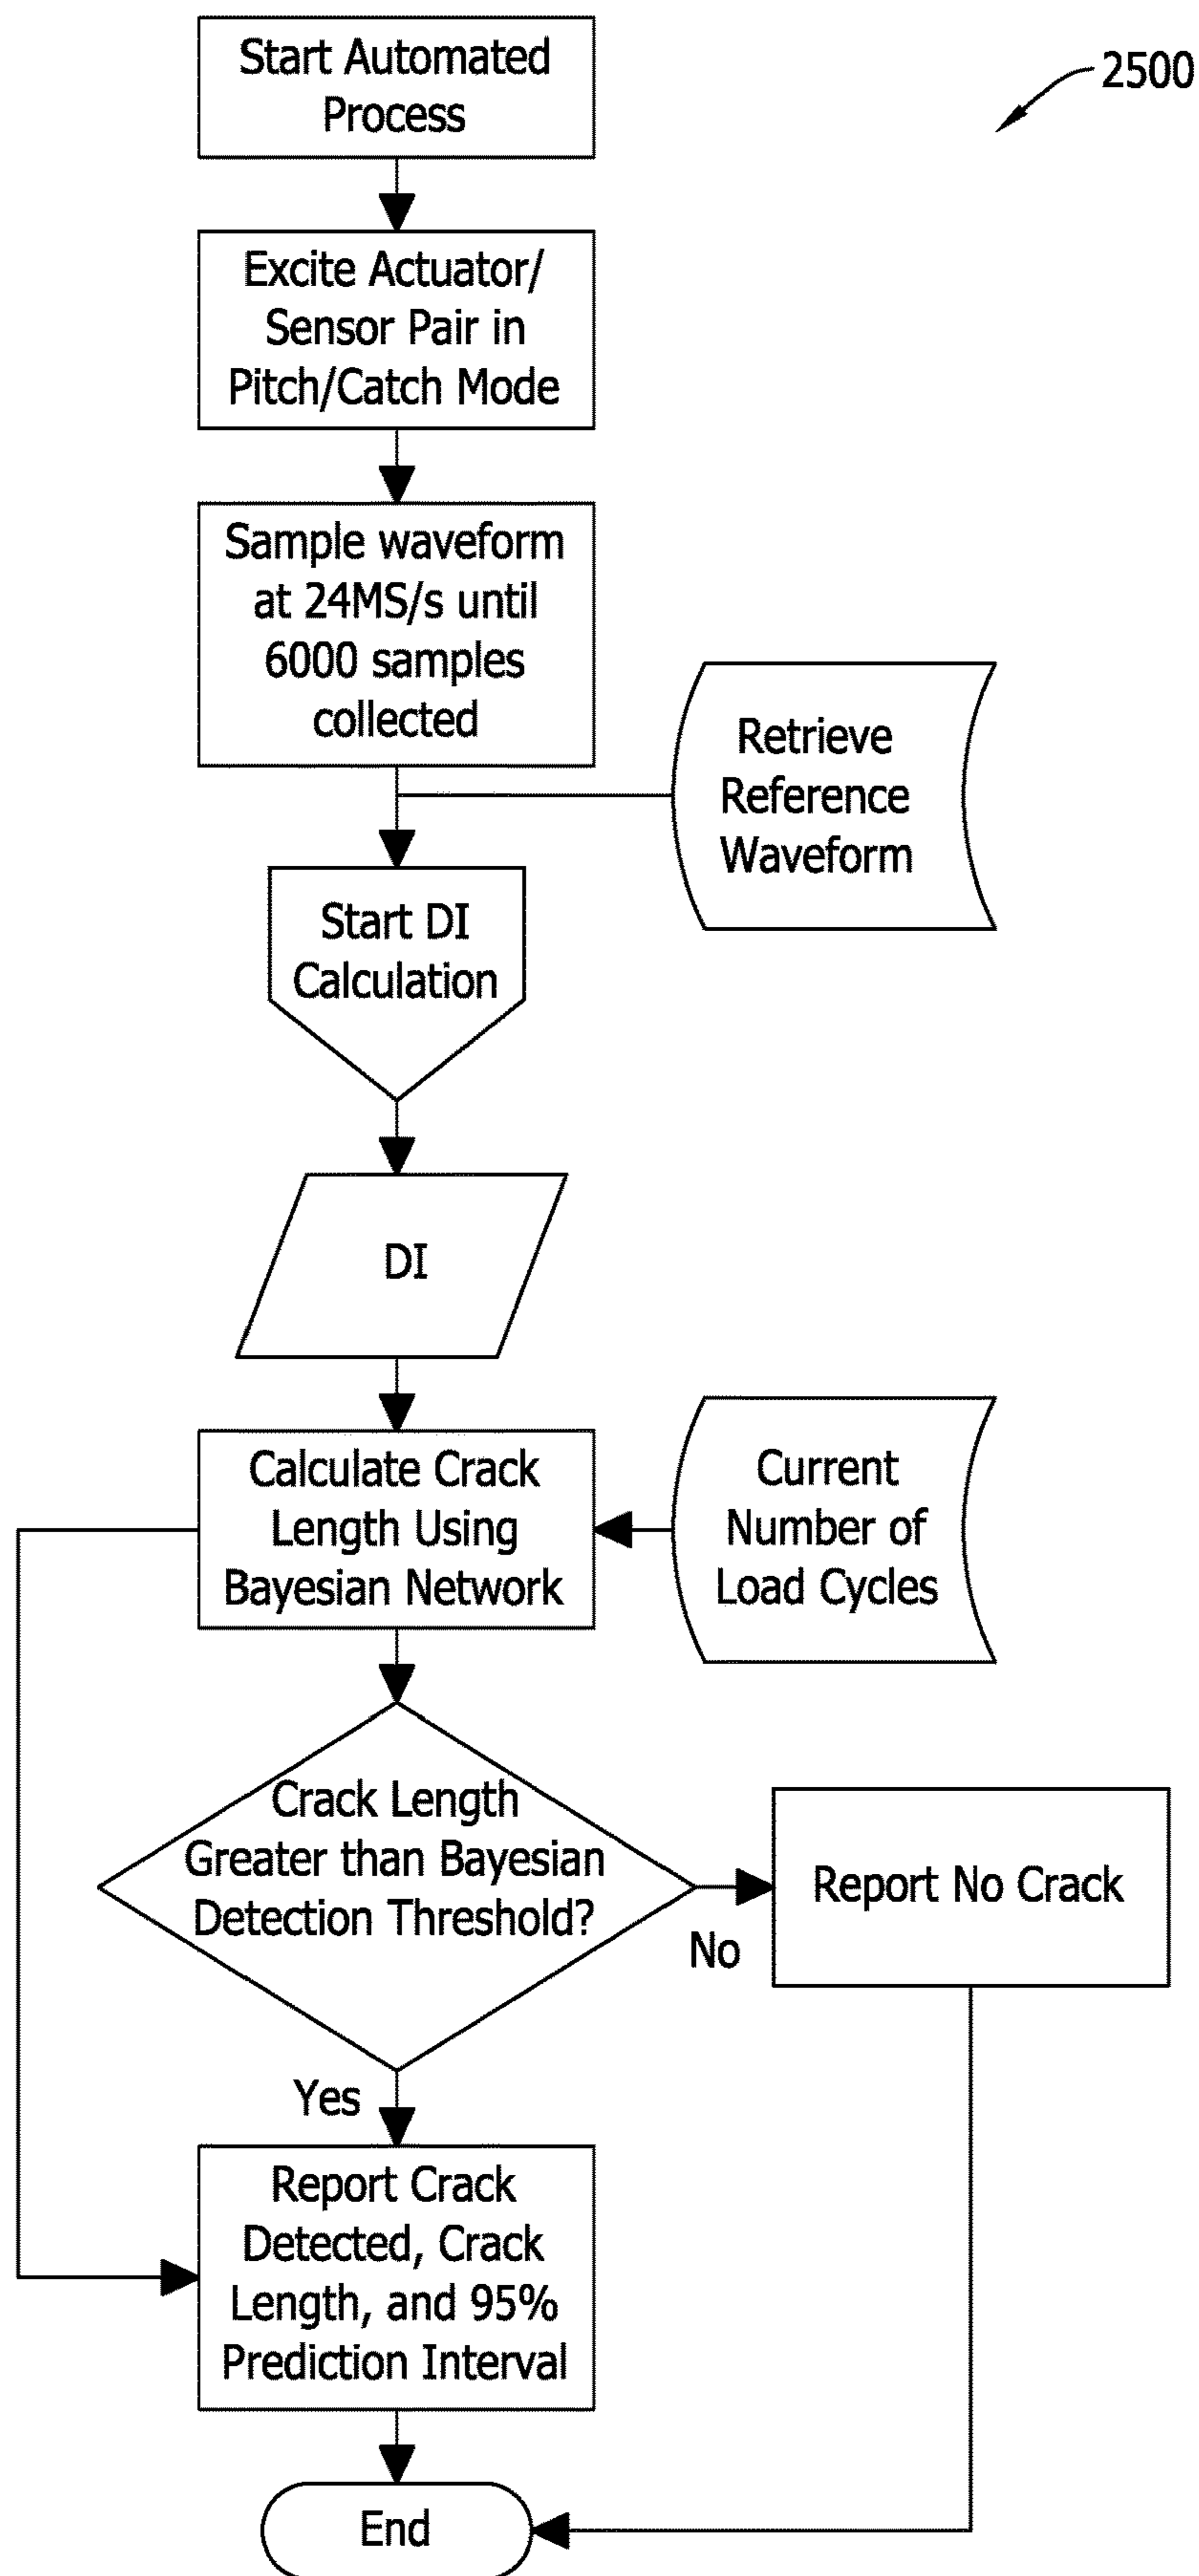 Start Automated
Process
2500
Excite Actuator/
Sensor Pair in
Pitch/Catch Mode
Sample waveform
at 24MS/s until
6000 samples
collected
Retrieve
Reference
Waveform
Start DI
Calculation
DI
Calculate Crack
Length Using
Bayesian Network
Current
Number of
Load Cycles
Crack Length
Greater than Bayesian
Detection Threshold?
No
Report No Crack
Yes
Report Crack
Detected, Crack
Length, and 95%
Prediction Interval
End